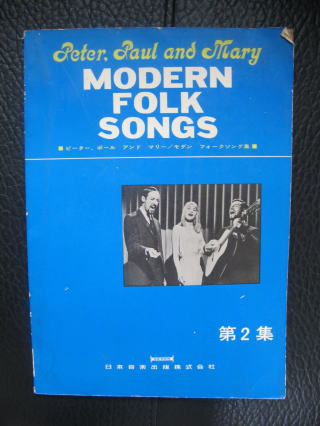 Peter, Paul and Mary
MODERN
FOLK
SONGS
■ピーター、ポール アンド マリー／モダン フォークソング集■
第2集
日本音楽出版株式会社